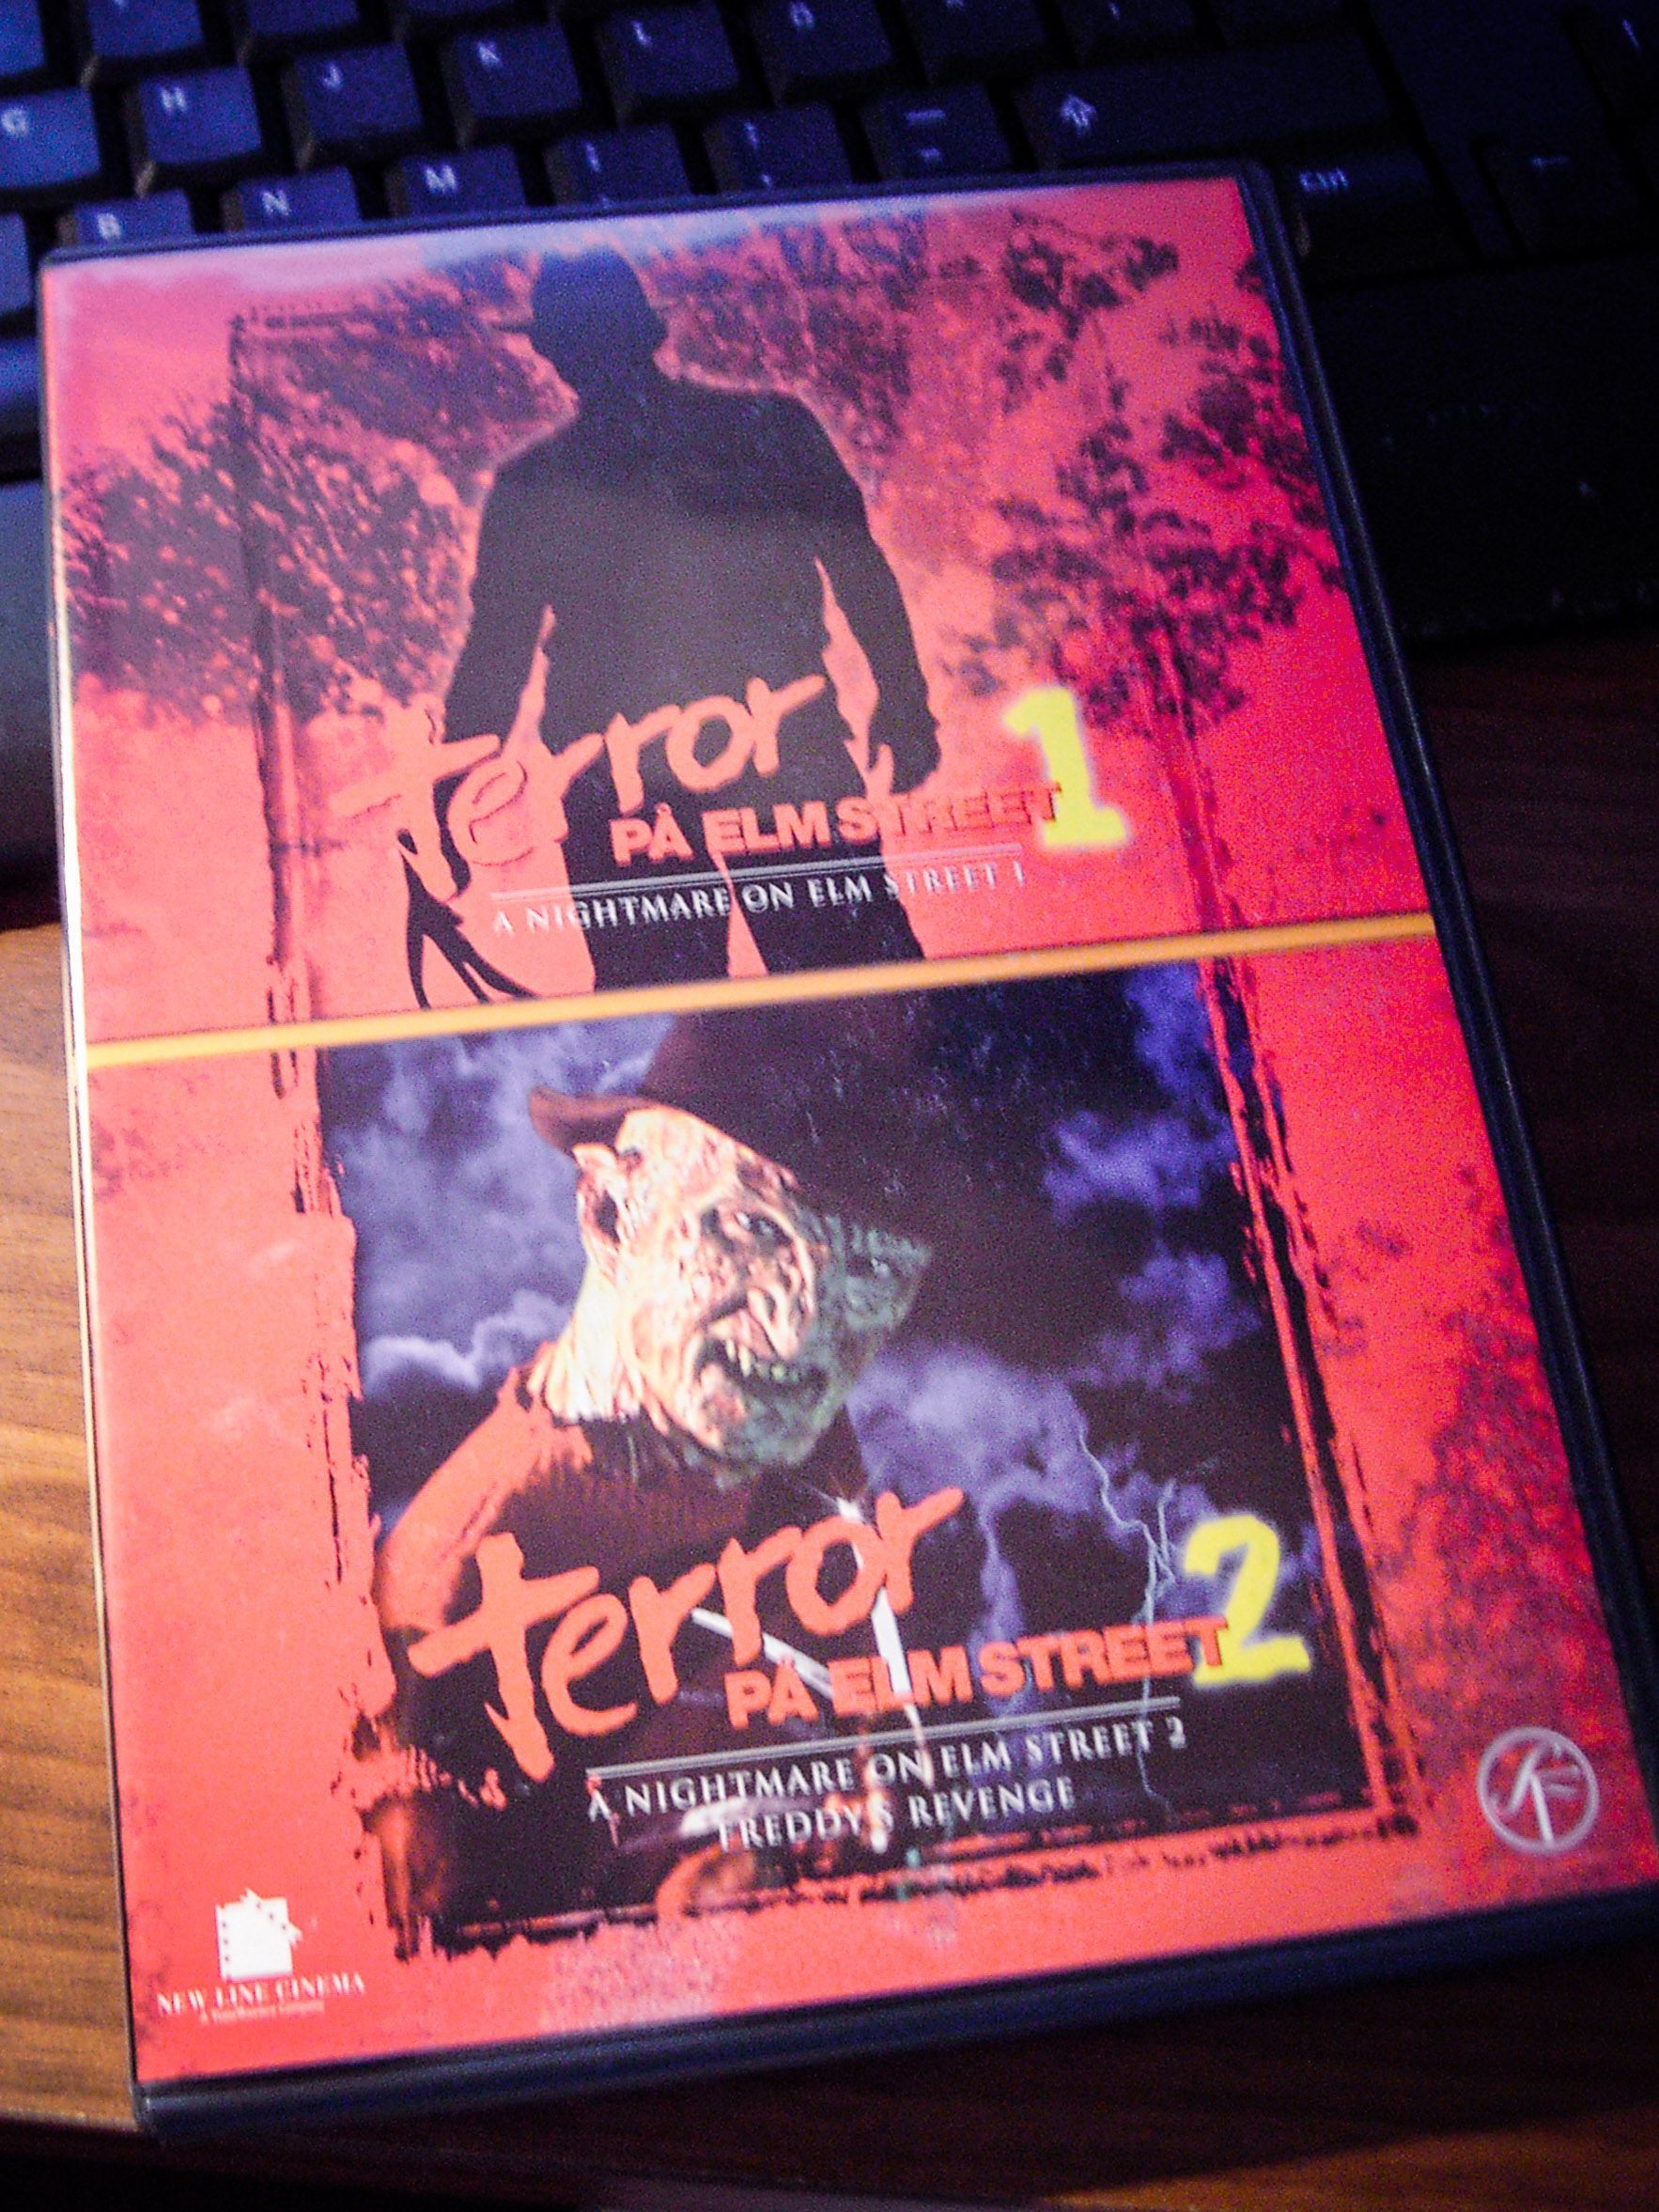 G
H
J
K
L
B
N
M
Ctrl
terror
PÅ ELM STREET 1
A NIGHTMARE ON ELM STREET 1
terror
PÅ ELM STREET 2
A NIGHTMARE ON ELM STREET 2
FREDDY'S REVENGE
NEW LINE CINEMA